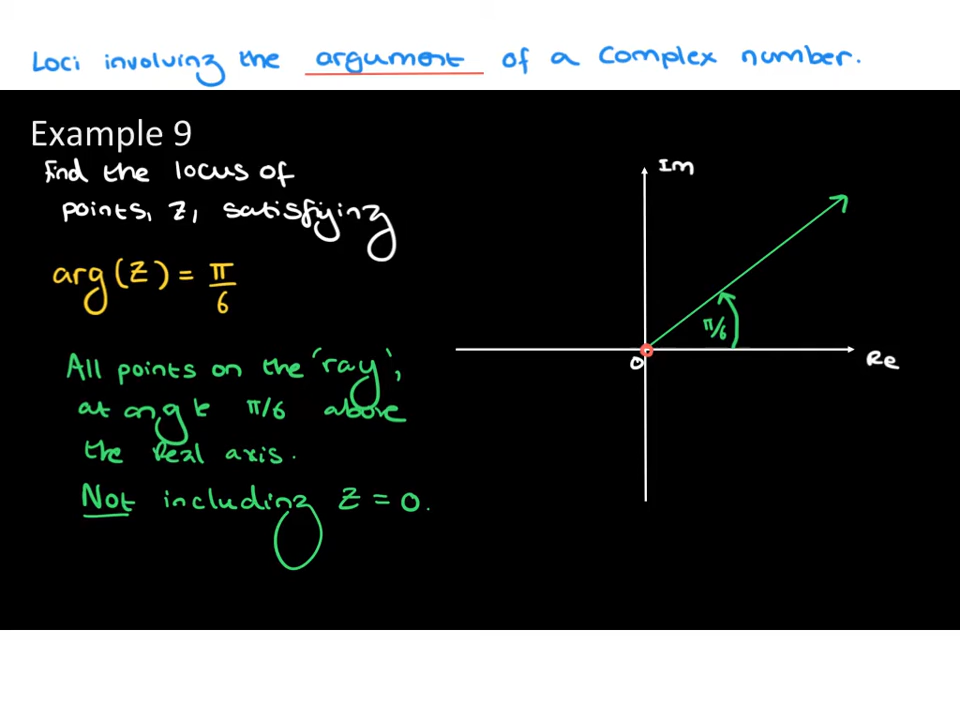 Loci involving the argument of a Complex number.
Example 9
Find the locus of
points, z, satisfying
arg(z) = π/6
All points on the 'ray',
at angle π/6 above
the Real axis.
Not including z = 0.
Im
π/6
0
Re